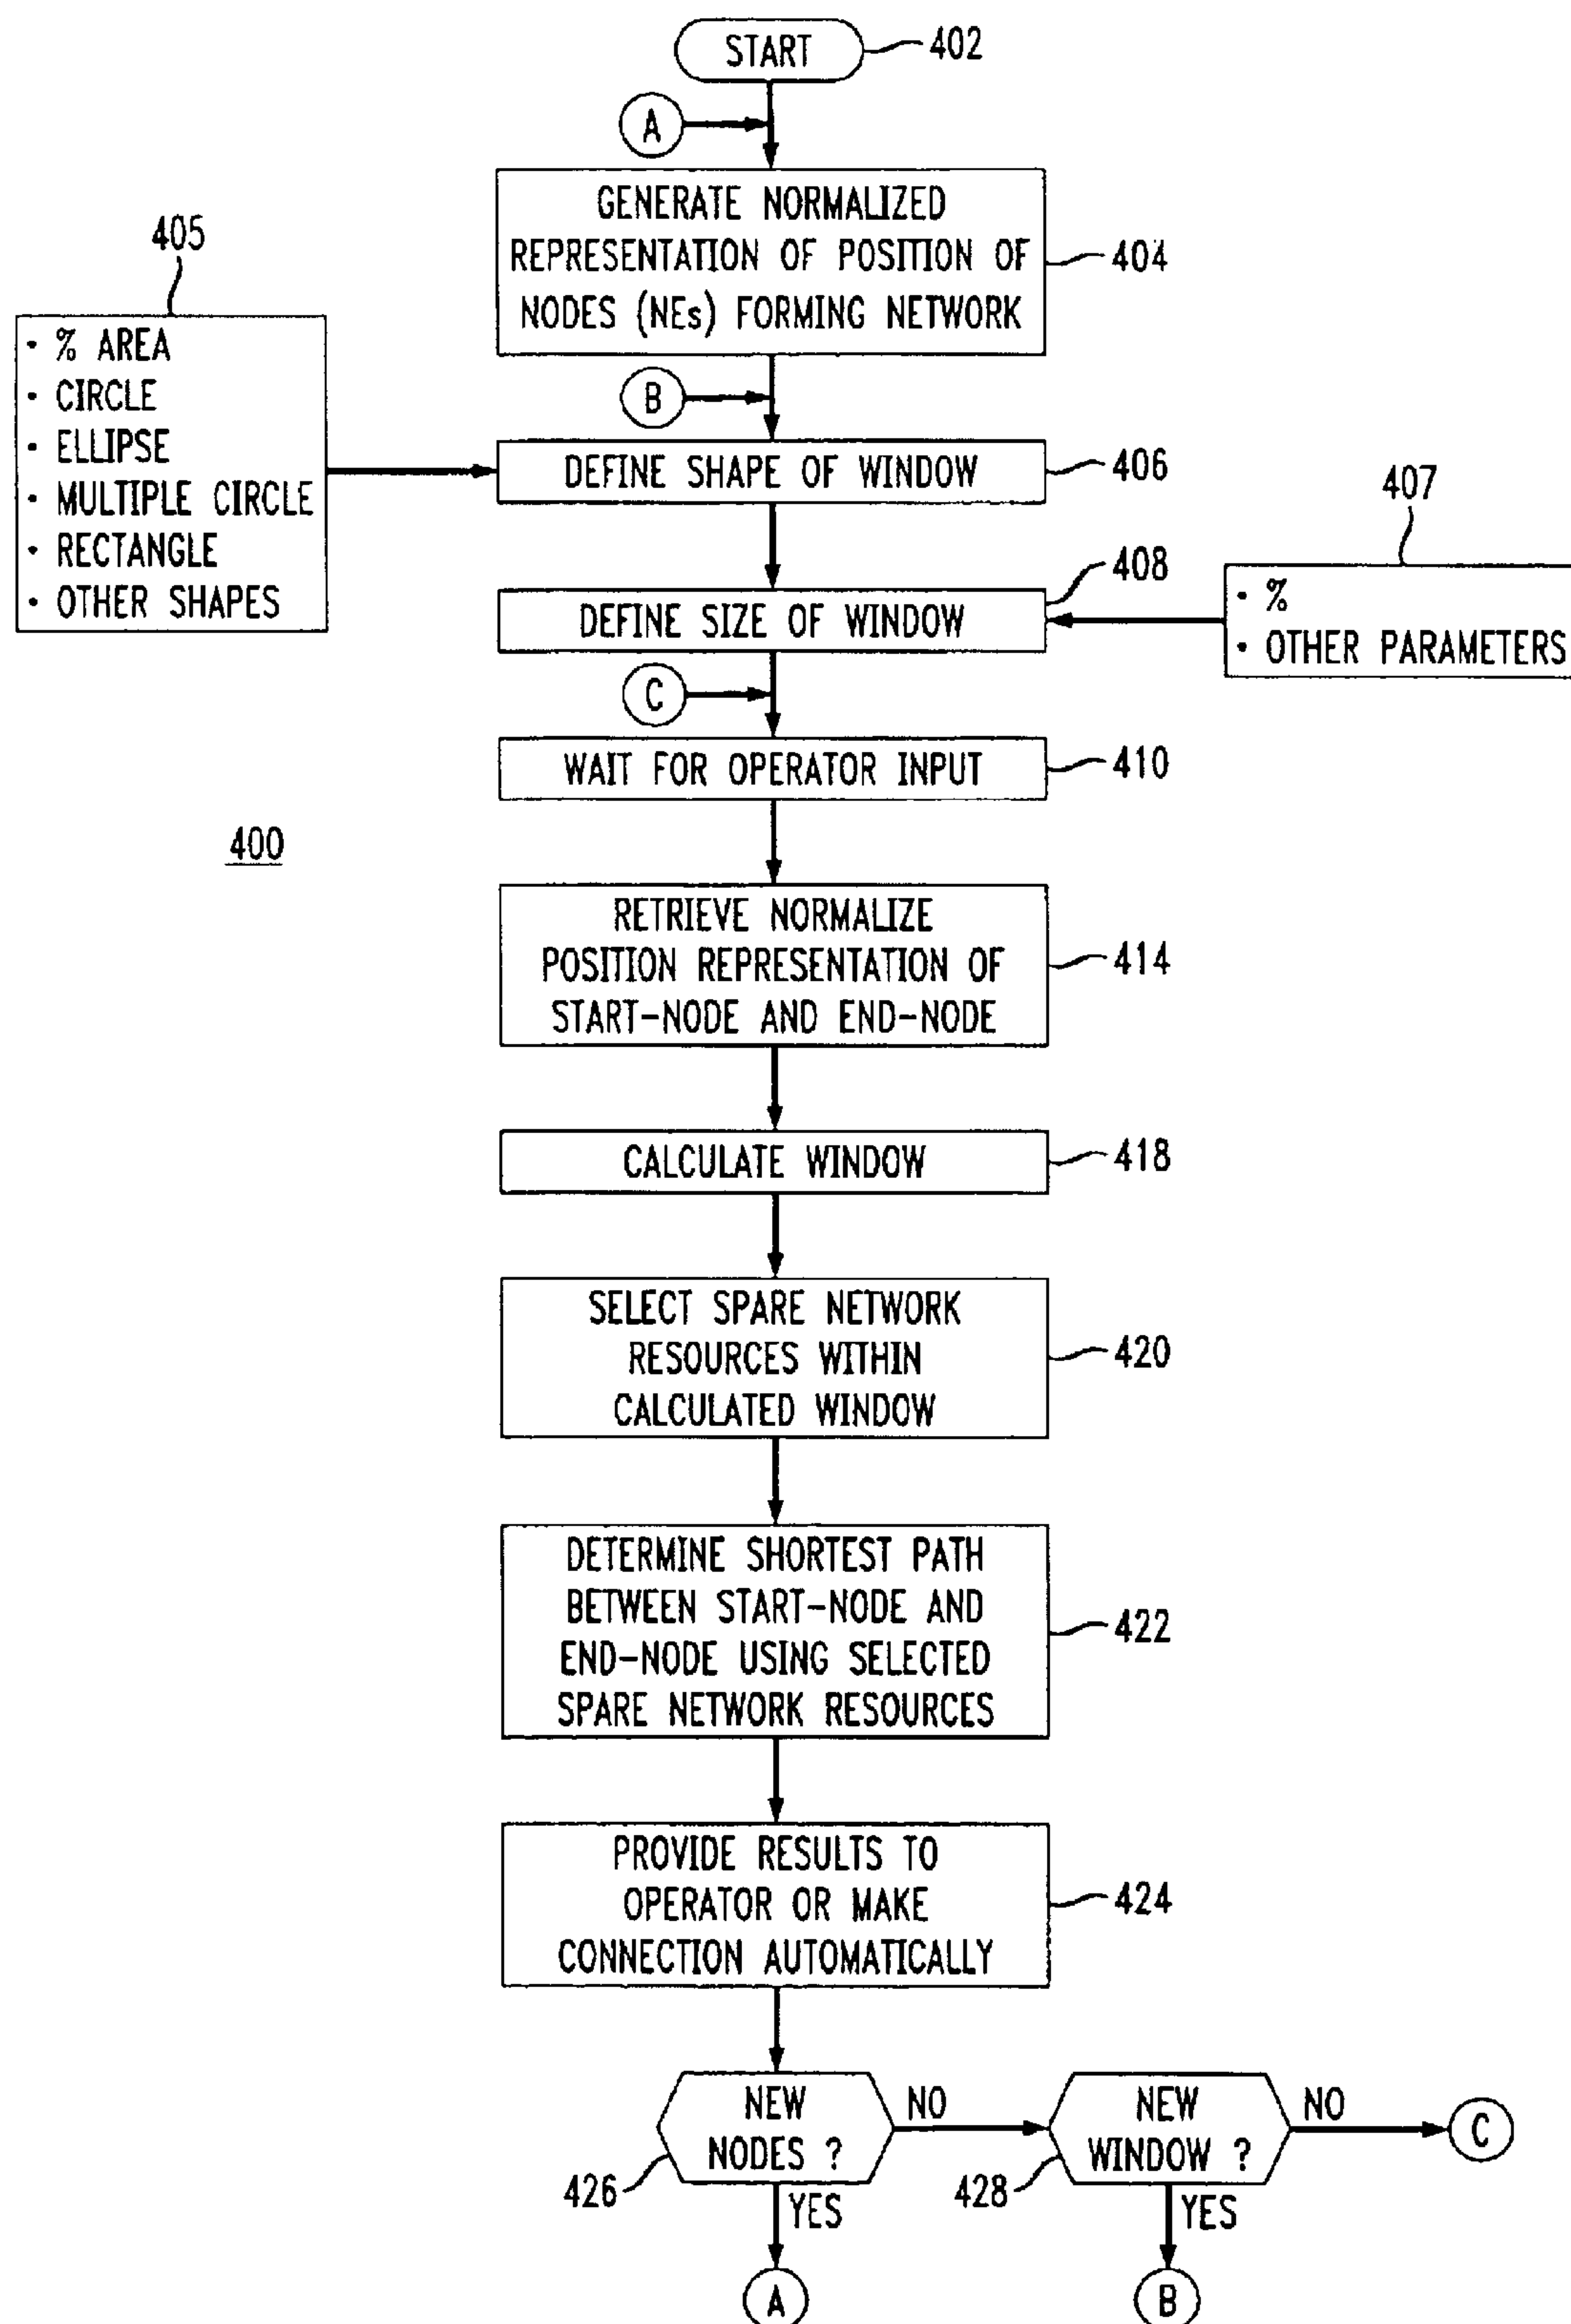 START
402
A
GENERATE NORMALIZED
REPRESENTATION OF POSITION OF
NODES (NEs) FORMING NETWORK
404
405
· % AREA
· CIRCLE
· ELLIPSE
· MULTIPLE CIRCLE
· RECTANGLE
· OTHER SHAPES
B
DEFINE SHAPE OF WINDOW
406
407
· %
· OTHER PARAMETERS
408
DEFINE SIZE OF WINDOW
C
WAIT FOR OPERATOR INPUT
410
400
RETRIEVE NORMALIZE
POSITION REPRESENTATION OF
START-NODE AND END-NODE
414
CALCULATE WINDOW
418
SELECT SPARE NETWORK
RESOURCES WITHIN
CALCULATED WINDOW
420
DETERMINE SHORTEST PATH
BETWEEN START-NODE AND
END-NODE USING SELECTED
SPARE NETWORK RESOURCES
422
PROVIDE RESULTS TO
OPERATOR OR MAKE
CONNECTION AUTOMATICALLY
424
NEW
NODES ?
426
NO
YES
A
NEW
WINDOW ?
428
NO
C
YES
B